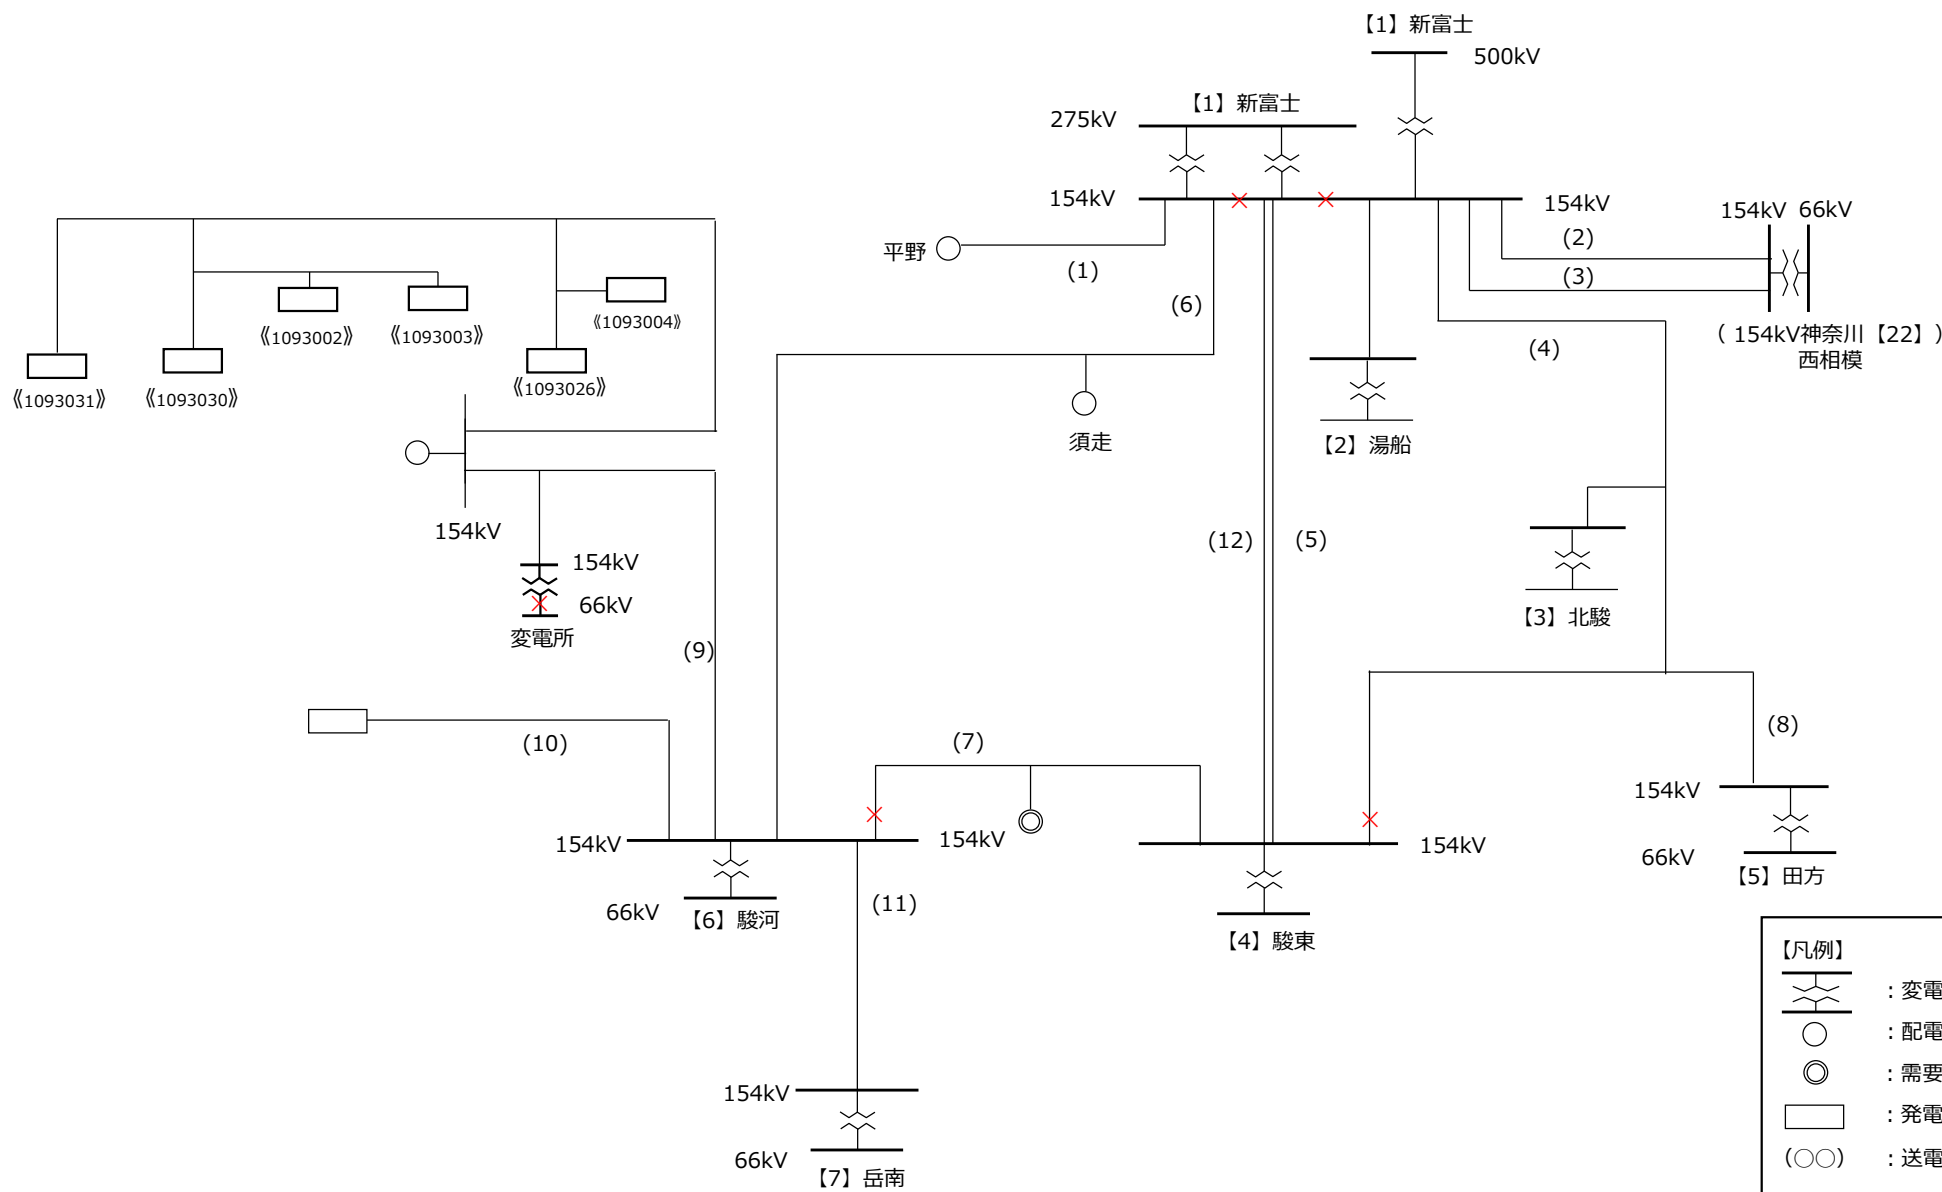 【1】新富士
500kV
【1】新富士
275kV
154kV
154kV
154kV 66kV
平野
(1)
(2)
(3)
(6)
(4)
( 154kV神奈川【22】)
西相模
《1093002》
《1093003》
《1093004》
《1093031》
《1093030》
《1093026》
須走
【2】湯船
154kV
154kV
66kV
変電所
(12)
(5)
【3】北駿
(9)
(10)
(7)
(8)
154kV
154kV
154kV
154kV
66kV
【5】田方
66kV
【6】駿河
(11)
【4】駿東
154kV
66kV
【7】岳南
【凡例】
：変電
：配電
：需要
：発電
(○○)
：送電